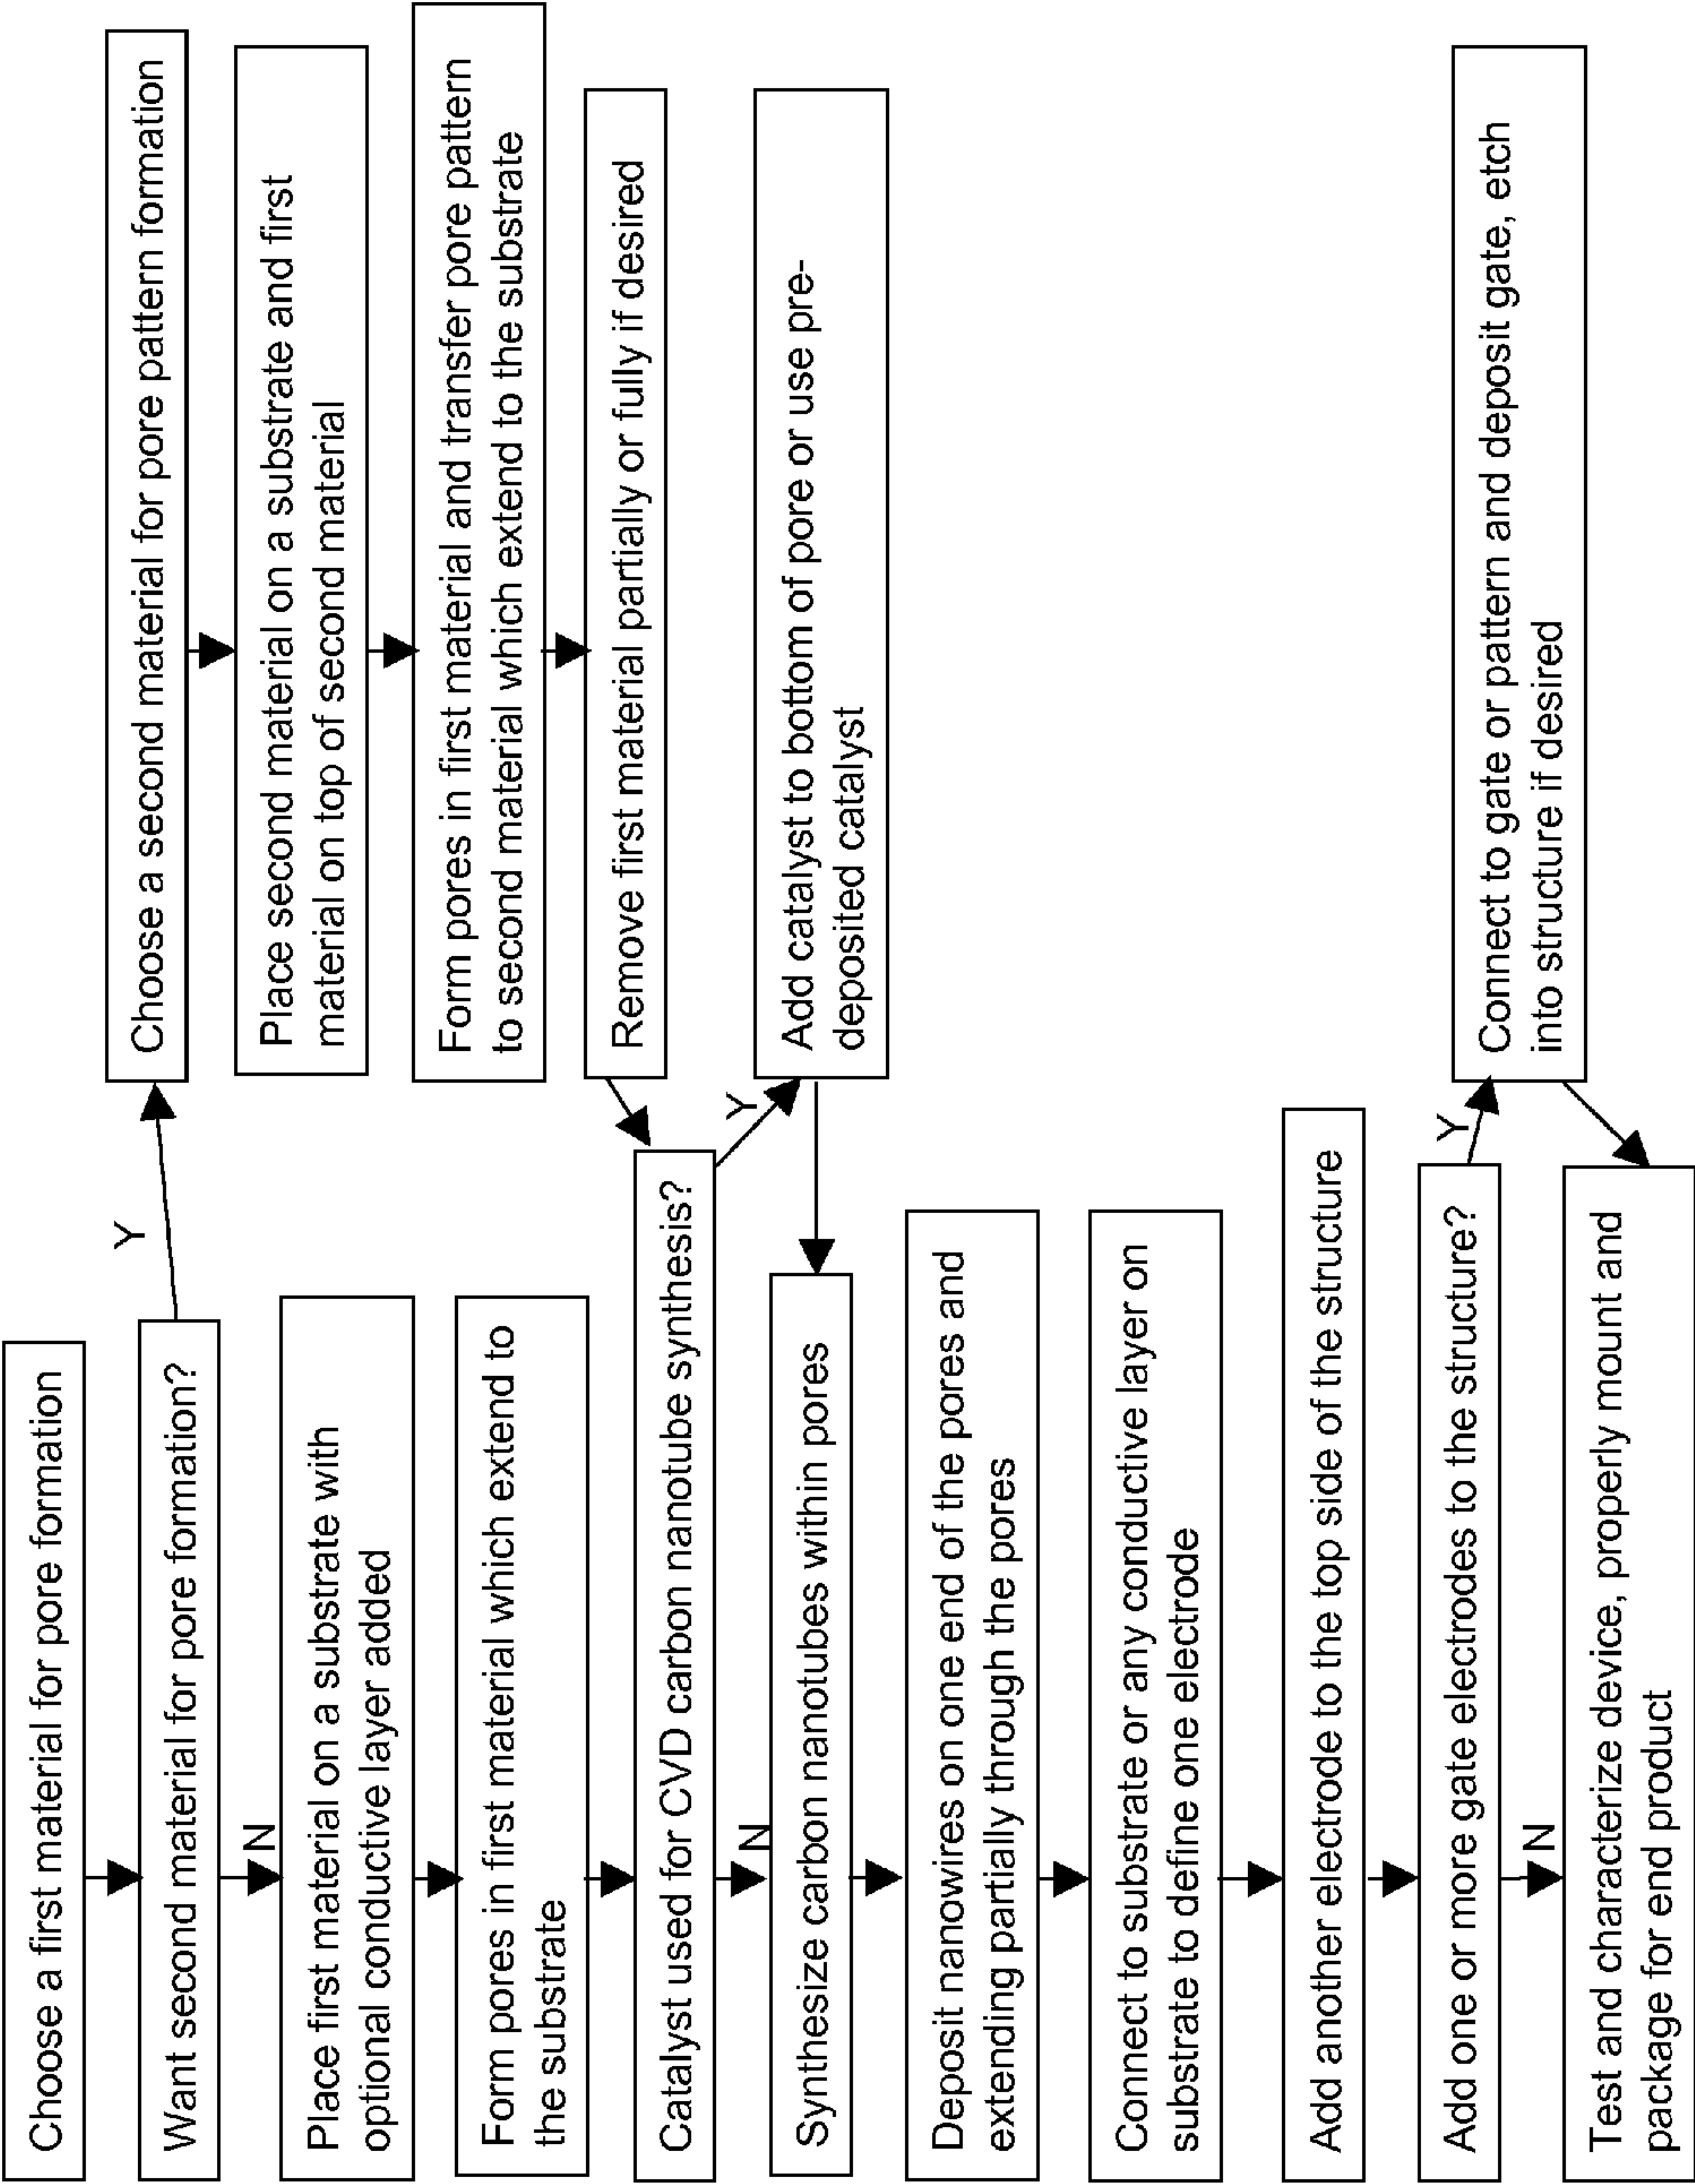 Choose a first material for pore formation
Want second material for pore formation?
Y
N
Choose a second material for pore pattern formation
Place second material on a substrate and first
material on top of second material
Form pores in first material and transfer pore pattern
to second material which extend to the substrate
Remove first material partially or fully if desired
Place first material on a substrate with
optional conductive layer added
Form pores in first material which extend to
the substrate
Catalyst used for CVD carbon nanotube synthesis?
Y
N
Add catalyst to bottom of pore or use pre-
deposited catalyst
Synthesize carbon nanotubes within pores
Deposit nanowires on one end of the pores and
extending partially through the pores
Connect to substrate or any conductive layer on
substrate to define one electrode
Add another electrode to the top side of the structure
Add one or more gate electrodes to the structure?
Y
N
Connect to gate or pattern and deposit gate, etch
into structure if desired
Test and characterize device, properly mount and
package for end product